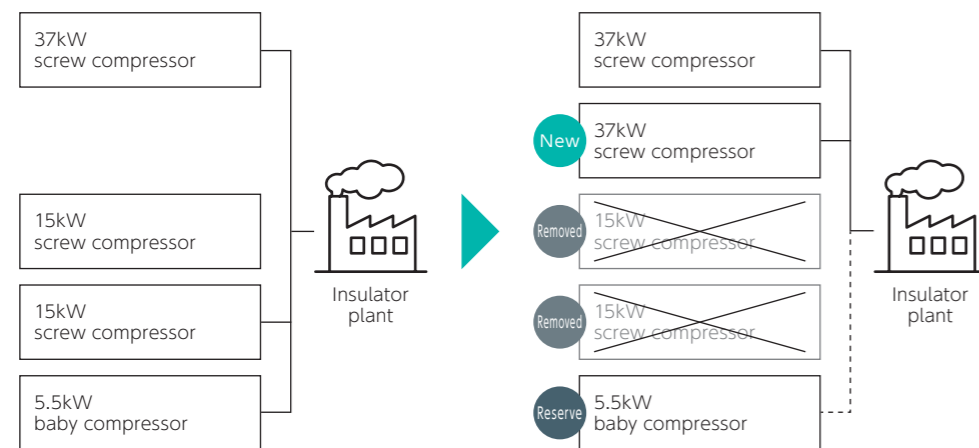 37kW
screw compressor
15kW
screw compressor
15kW
screw compressor
5.5kW
baby compressor
Insulator
plant
37kW
screw compressor
New
37kW
screw compressor
Removed
15kW
screw compressor
Removed
15kW
screw compressor
Reserve
5.5kW
baby compressor
Insulator
plant